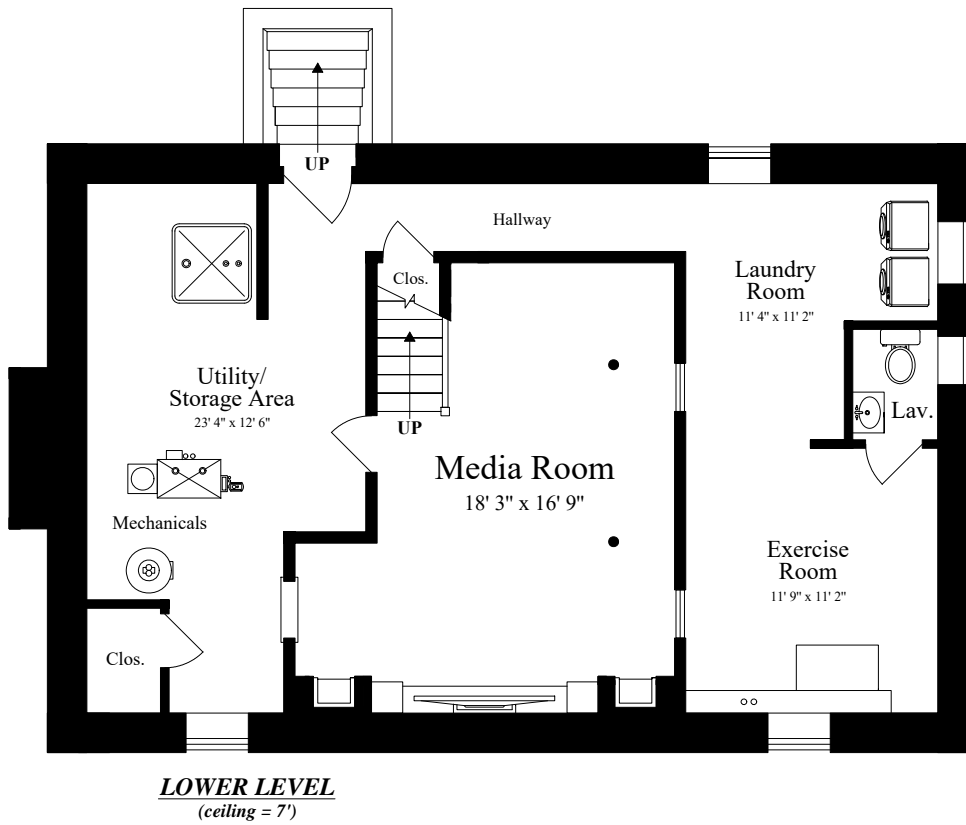 UP
Hallway
Clos.
Laundry
Room
11' 4" x 11' 2"
Utility/
Storage Area
23' 4" x 12' 6"
UP
Lav.
Media Room
18' 3" x 16' 9"
Mechanicals
Exercise
Room
11' 9" x 11' 2"
Clos.
LOWER LEVEL
(ceiling = 7')